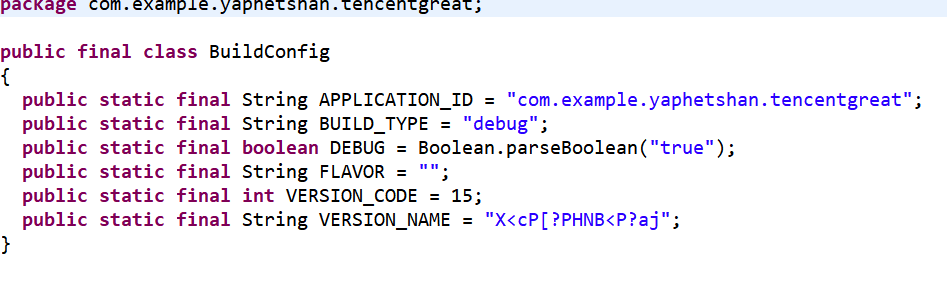 package com.example.yaphetshan.tencentgreat;
public final class BuildConfig
{
public static final String APPLICATION_ID = "com.example.yaphetshan.tencentgreat";
public static final String BUILD_TYPE = "debug";
public static final boolean DEBUG = Boolean.parseBoolean("true");
public static final String FLAVOR = "";
public static final int VERSION_CODE = 15;
public static final String VERSION_NAME = "X<cP[?PHNB<P?aj";
}